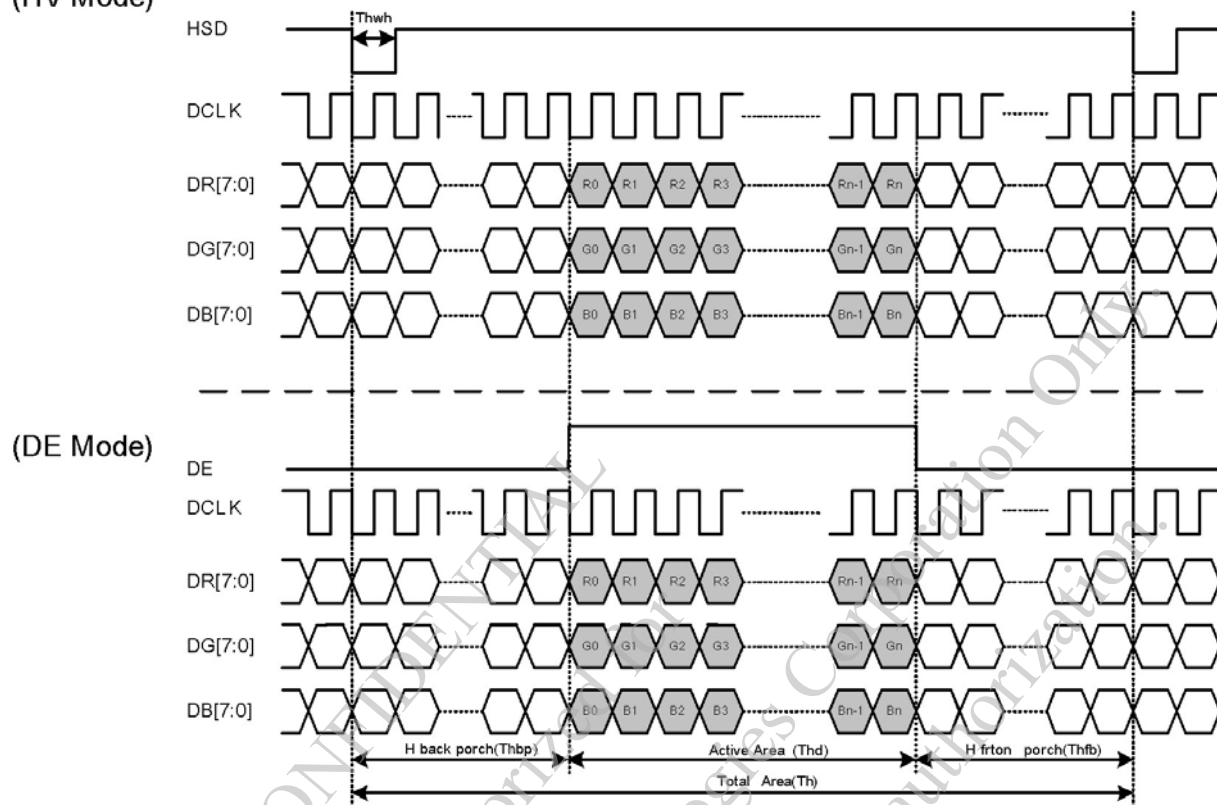 (HV Mode)
Thwh
HSD
DCLK
DR[7:0] R0 R1 R2 R3 Rn-1 Rn
DG[7:0] G0 G1 G2 G3 Gn-1 Gn
DB[7:0] B0 B1 B2 B3 Bn-1 Bn
(DE Mode)
DE
DCLK
DR[7:0] R0 R1 R2 R3 Rn-1 Rn
DG[7:0] G0 G1 G2 G3 Gn-1 Gn
DB[7:0] B0 B1 B2 B3 Bn-1 Bn
H back porch(Thbp) Active Area (Thd) H frton porch(Thfb)
Total Area(Th)
CONFIDENTIAL
for
Corporation Only.
authorization.